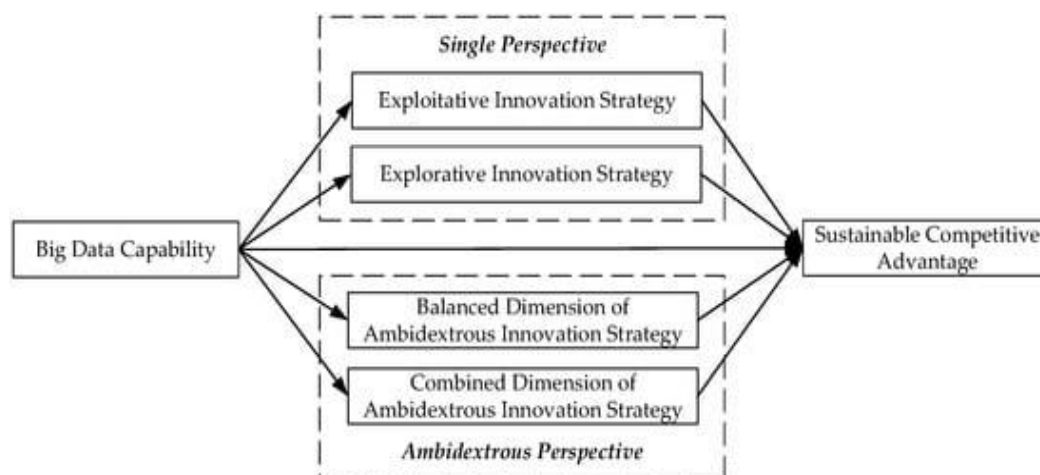 Single Perspective
Exploitative Innovation Strategy
Explorative Innovation Strategy
Big Data Capability
Sustainable Competitive
Advantage
Balanced Dimension of
Ambidextrous Innovation Strategy
Combined Dimension of
Ambidextrous Innovation Strategy
Ambidextrous Perspective